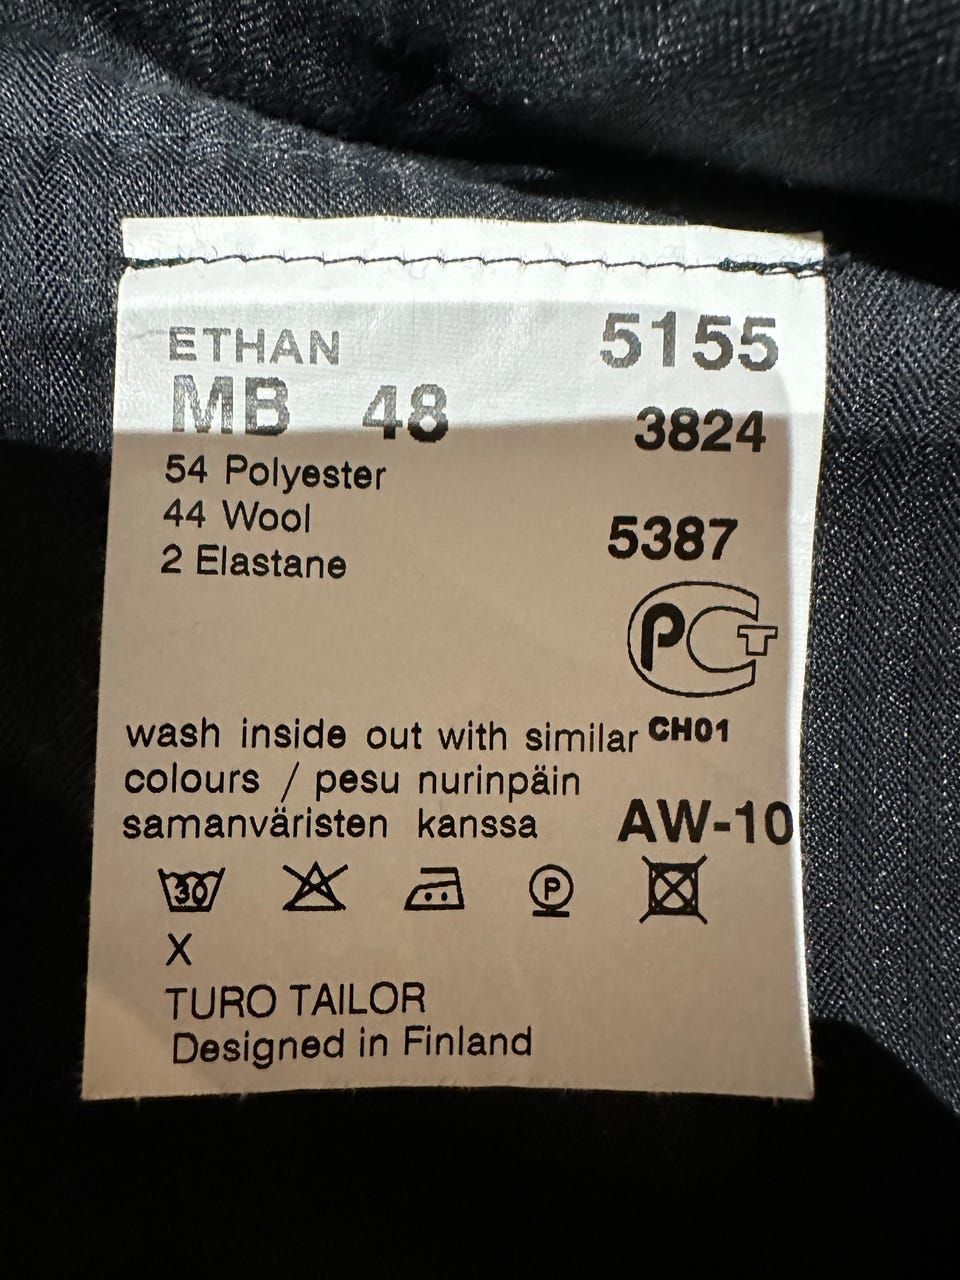 ETHAN 5155
MB 48 3824
54 Polyester
44 Wool 5387
2 Elastane
PCT
wash inside out with similar CH01
colours / pesu nurinpäin
samanväristen kanssa AW-10
30 P
X
TURO TAILOR
Designed in Finland